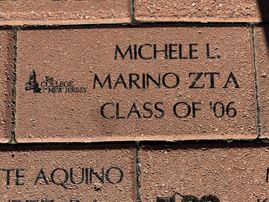 MICHELE L.
THE
COLLEGE
OF
NEW JERSEY
MARINO ZTA
CLASS OF '06
TE AQUINO